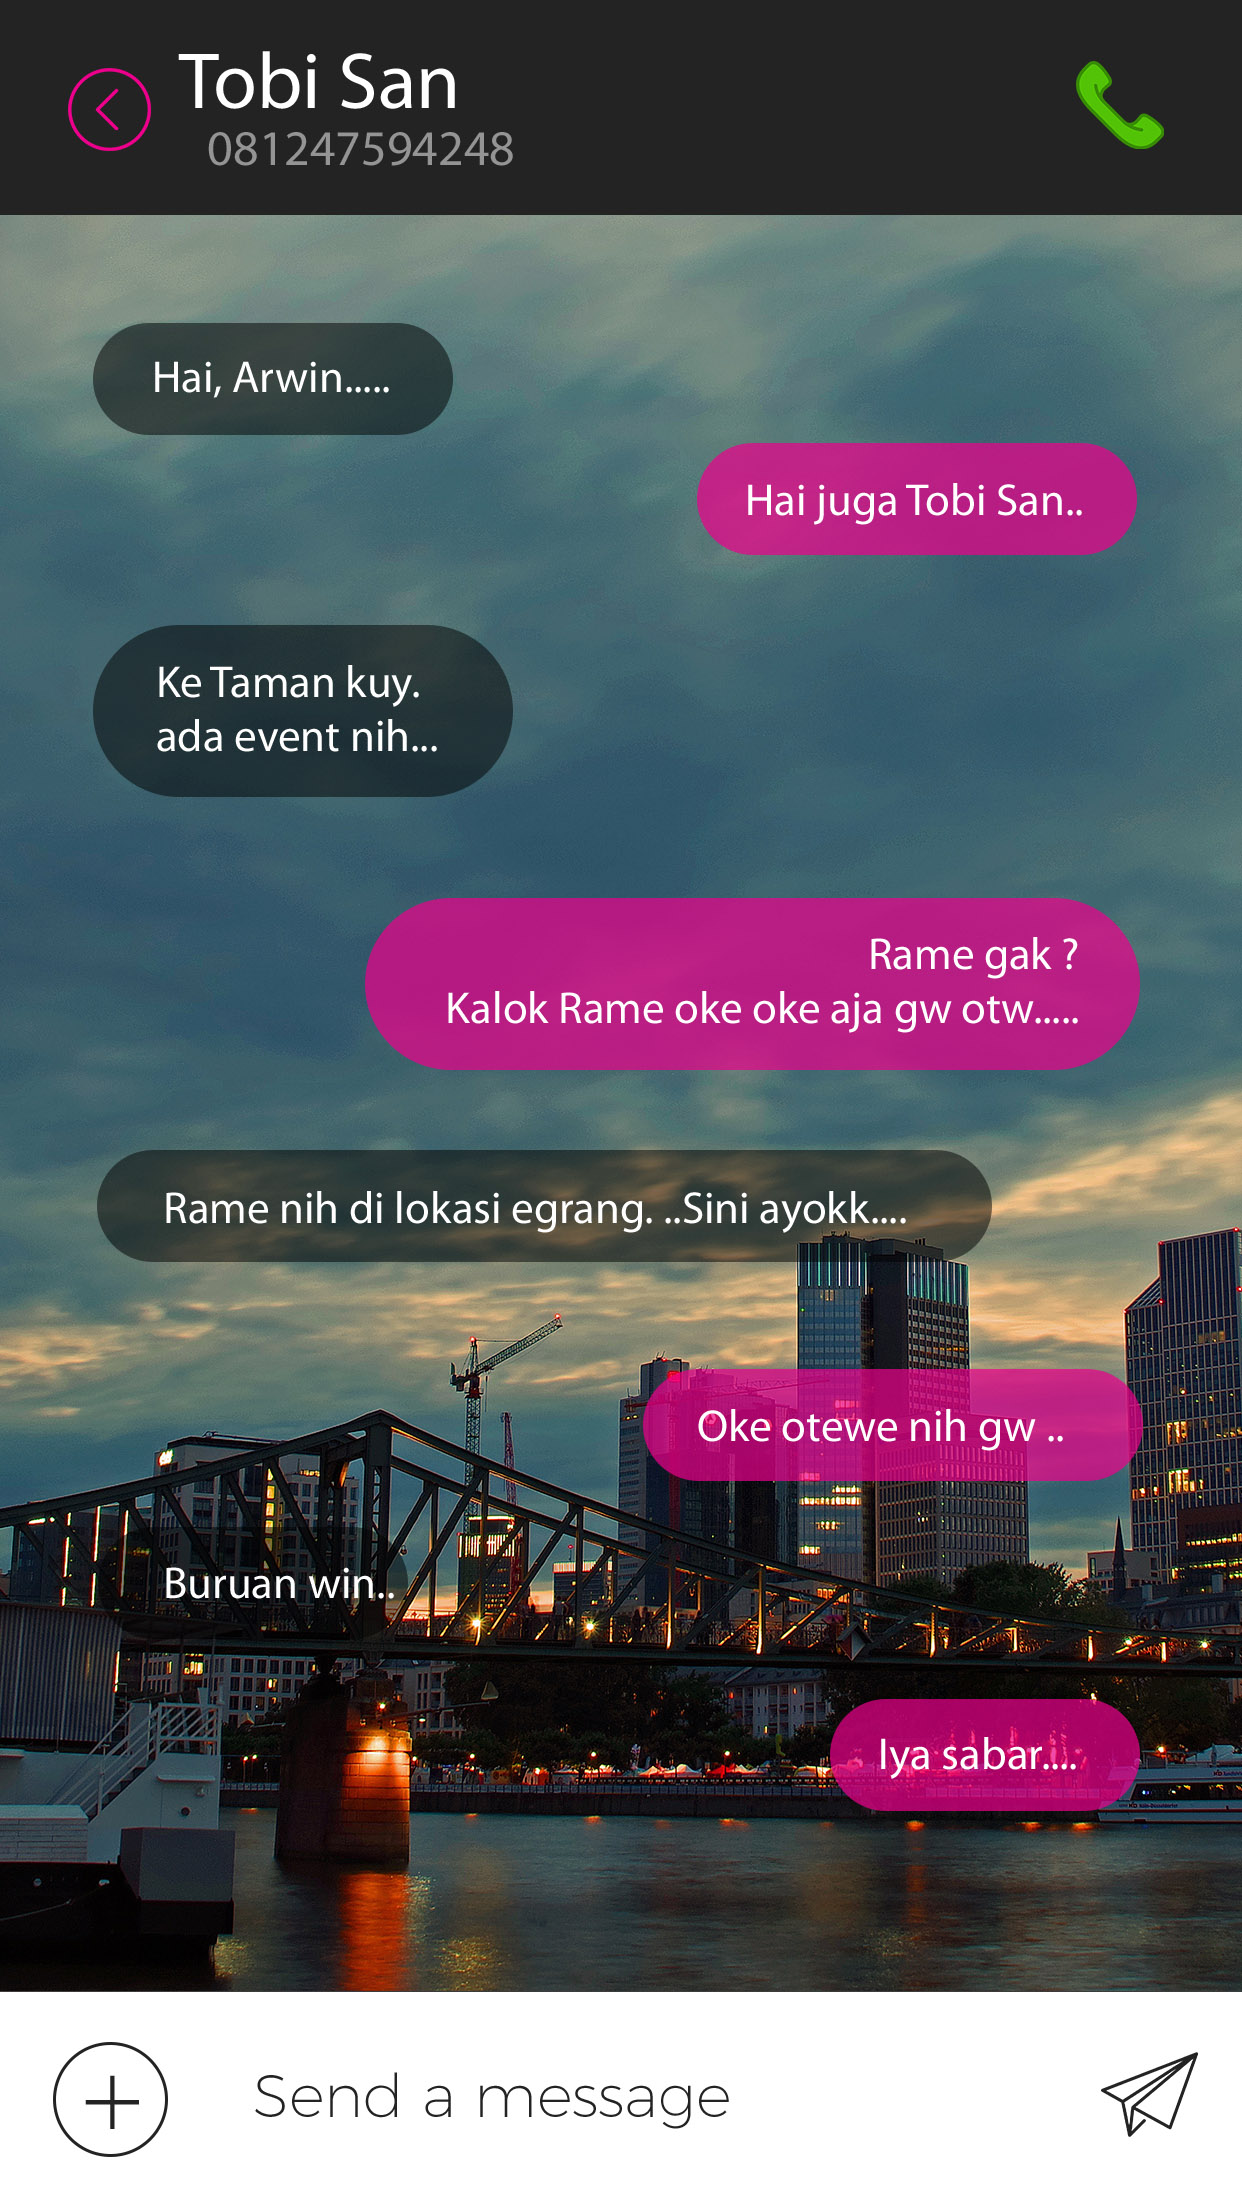 Tobi San
081247594248
Hai, Arwin.....
Hai juga Tobi San..
Ke Taman kuy.
ada event nih...
Rame gak ?
Kalok Rame oke oke aja gw otw.....
Rame nih di lokasi egrang. ..Sini ayokk....
Oke otewe nih gw ..
Buruan win..
Iya sabar....
Send a message